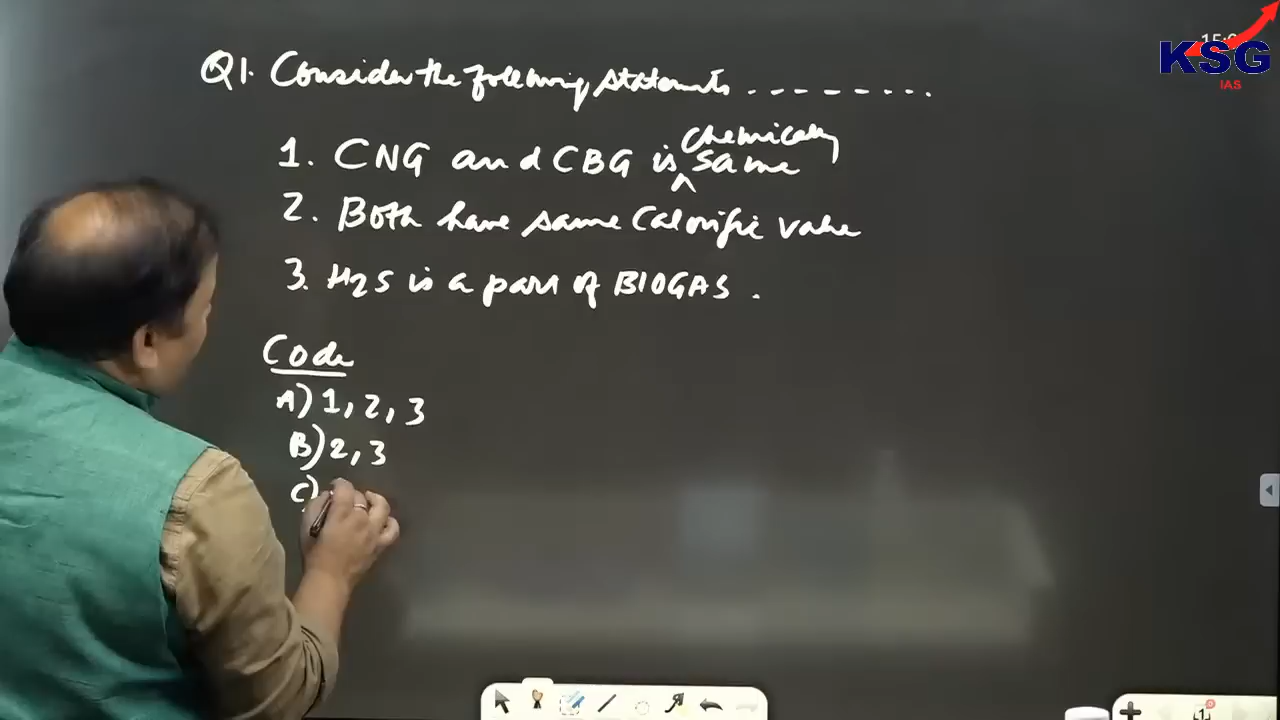 KSG
IAS
Q1. Consider the following statements . - - - - - - - - .
1. CNG and CBG is chemically same
2. Both have same calorific value
3. H2S is a part of BIOGAS .
Code
A) 1, 2, 3
B) 2, 3
C)